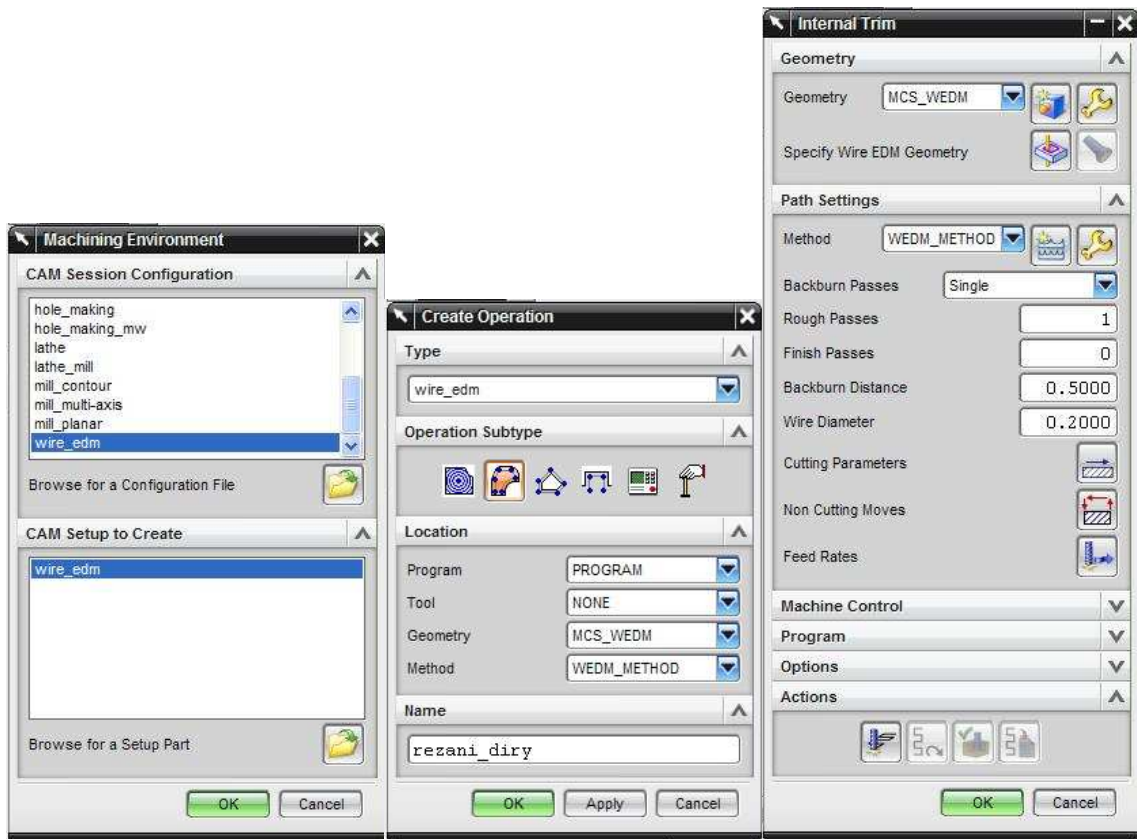 Machining Environment
CAM Session Configuration
hole_making
hole_making_mw
lathe
lathe_mill
mill_contour
mill_multi-axis
mill_planar
wire_edm
Browse for a Configuration File
CAM Setup to Create
wire_edm
Browse for a Setup Part
OK Cancel
Create Operation
Type
wire_edm
Operation Subtype
Location
Program PROGRAM
Tool NONE
Geometry MCS_WEDM
Method WEDM_METHOD
Name
rezani_diry
OK Apply Cancel
Internal Trim
Geometry
Geometry MCS_WEDM
Specify Wire EDM Geometry
Path Settings
Method WEDM_METHOD
Backburn Passes Single
Rough Passes 1
Finish Passes 0
Backburn Distance 0.5000
Wire Diameter 0.2000
Cutting Parameters
Non Cutting Moves
Feed Rates
Machine Control
Program
Options
Actions
OK Cancel